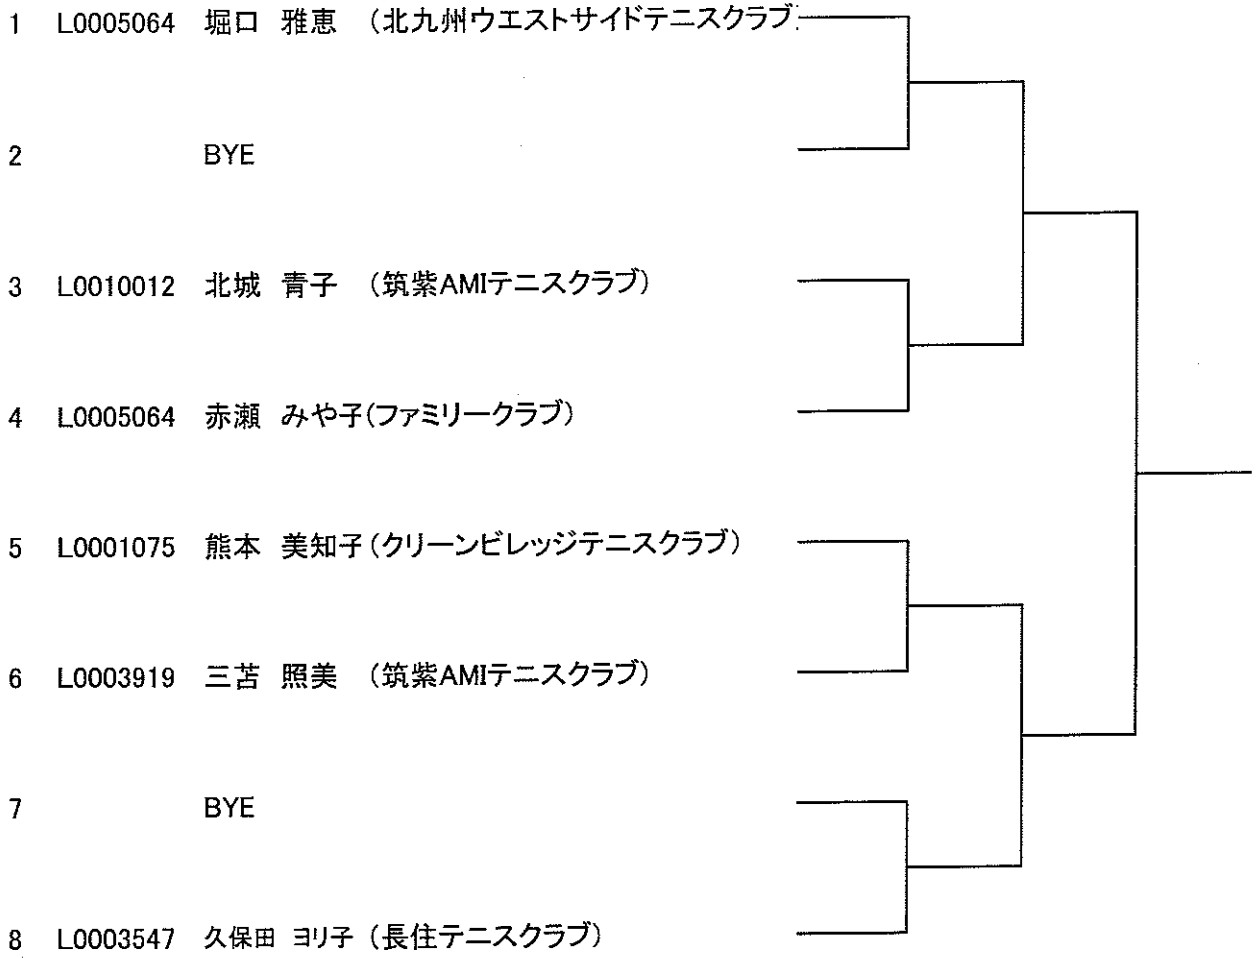 1 L0005064 堀口 雅恵 (北九州ウエストサイドテニスクラブ
2 BYE
3 L0010012 北城 青子 (筑紫AMIテニスクラブ)
4 L0005064 赤瀬 みや子(ファミリークラブ)
5 L0001075 熊本 美知子(クリーンビレッジテニスクラブ)
6 L0003919 三苫 照美 (筑紫AMIテニスクラブ)
7 BYE
8 L0003547 久保田 ヨリ子 (長住テニスクラブ)